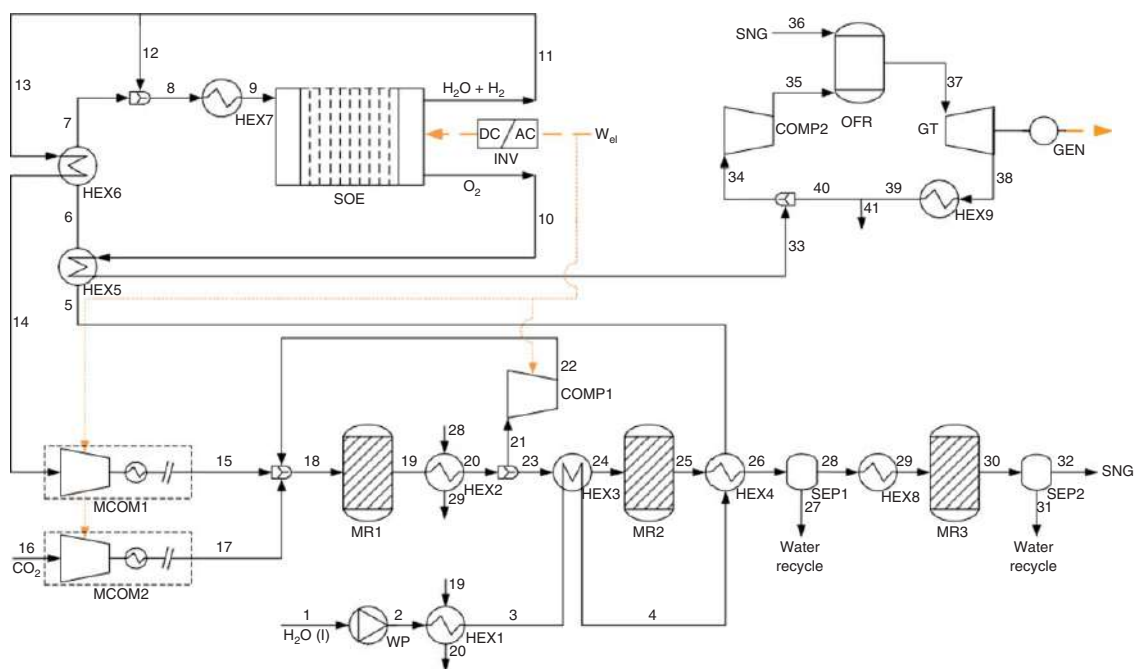 36
SNG
12
11
35
37
13
8
9
H₂O + H₂
HEX7
COMP2
OFR
GT
GEN
7
DC/AC
W_el
INV
34
40
39
38
HEX6
SOE
O₂
41
HEX9
6
10
33
HEX5
5
14
22
COMP1
28
21
15
18
19
20
23
24
25
26
28
29
30
32
SNG
HEX2
HEX3
HEX4
SEP1
HEX8
SEP2
29
27
31
MCOM1
MR1
MR2
MR3
16
17
CO₂
Water
recycle
Water
recycle
MCOM2
19
1
2
3
4
H₂O (l)
WP
HEX1
20